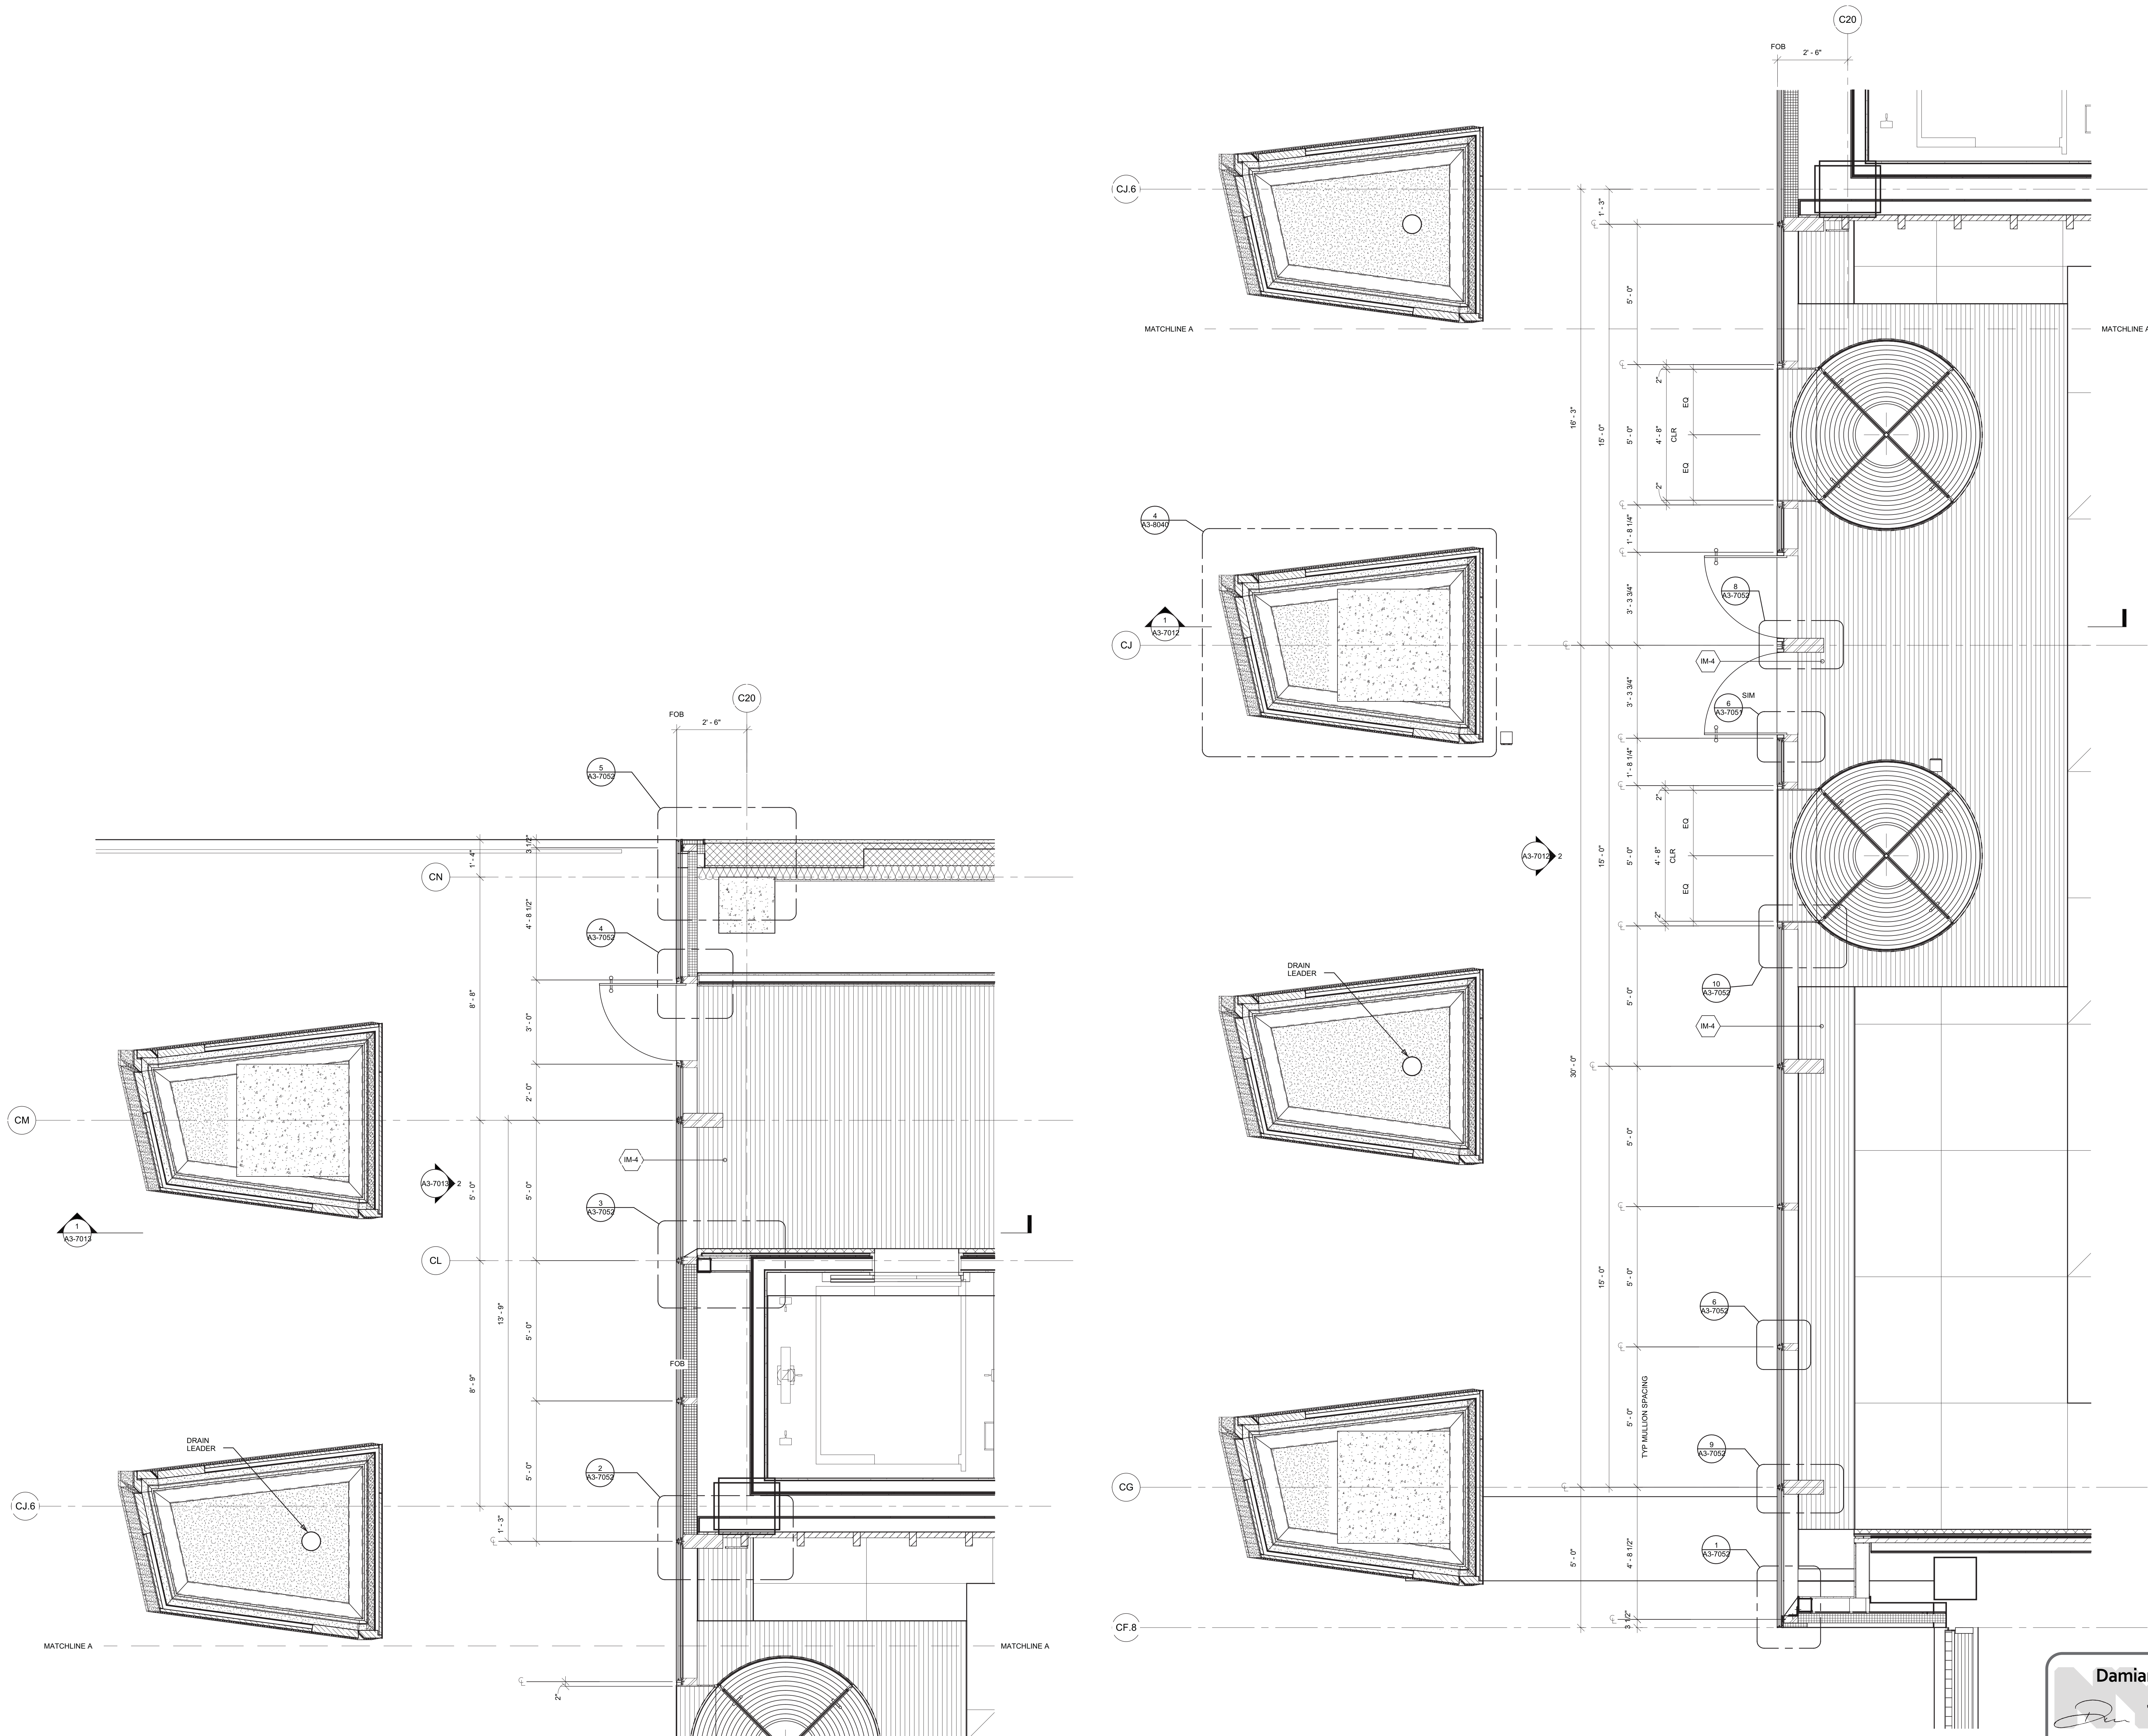 C20
FOB
2' - 6"
5
A3-7052
1' - 4"
3 1/2"
CN
4' - 8 1/2"
4
A3-7052
8' - 8"
3' - 0"
2' - 0"
CM
IM-4
A3-7013
2
5' - 0"
5' - 0"
3
A3-7052
1
A3-7013
CL
13' - 9"
5' - 0"
FOB
8' - 9"
DRAIN
LEADER
5' - 0"
2
A3-7052
CJ.6
1' - 3"
MATCHLINE A
MATCHLINE A
2"
C20
FOB
2' - 6"
CJ.6
1' - 3"
5' - 0"
MATCHLINE A
MATCHLINE A
2"
EQ
16' - 3"
15' - 0"
5' - 0"
4' - 8"
CLR
EQ
2"
4
A3-8040
1' - 8 1/4"
8
A3-7052
3' - 3 3/4"
1
A3-7012
CJ
IM-4
3' - 3 3/4"
SIM
6
A3-7051
1' - 8 1/4"
2"
EQ
A3-7012
2
15' - 0"
5' - 0"
4' - 8"
CLR
EQ
2"
DRAIN
LEADER
10
A3-7052
5' - 0"
IM-4
30' - 0"
5' - 0"
15' - 0"
5' - 0"
6
A3-7052
5' - 0"
TYP MULLION SPACING
9
A3-7052
CG
1
A3-7052
5' - 0"
4' - 8 1/2"
3 1/2"
CF.8
Damia